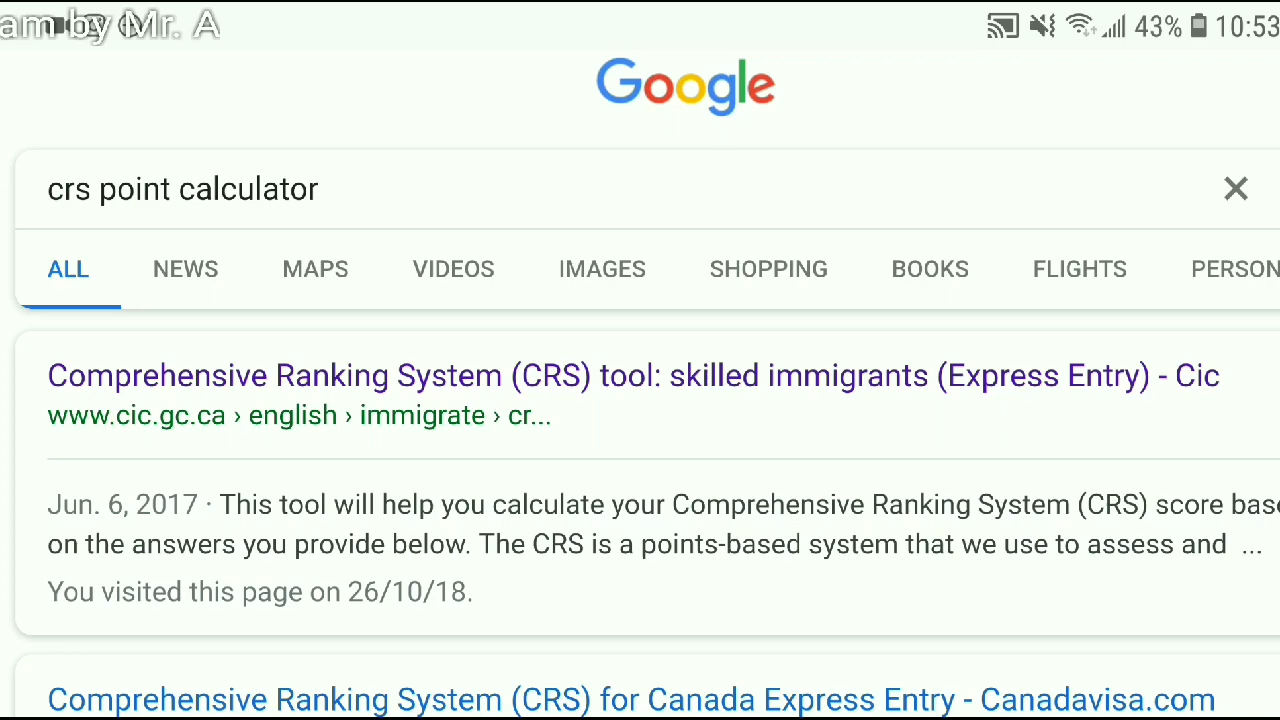 am by Mr. A
43% 10:53
Google
crs point calculator
ALL NEWS MAPS VIDEOS IMAGES SHOPPING BOOKS FLIGHTS PERSON
Comprehensive Ranking System (CRS) tool: skilled immigrants (Express Entry) - Cic
www.cic.gc.ca › english › immigrate › cr...
Jun. 6, 2017 · This tool will help you calculate your Comprehensive Ranking System (CRS) score bas
on the answers you provide below. The CRS is a points-based system that we use to assess and ...
You visited this page on 26/10/18.
Comprehensive Ranking System (CRS) for Canada Express Entry - Canadavisa.com